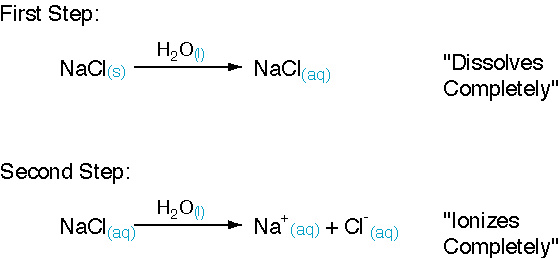 First Step:
H₂O(l)
NaCl(s) → NaCl(aq) "Dissolves
Completely"
Second Step:
H₂O(l)
NaCl(aq) → Na⁺(aq) + Cl⁻(aq) "Ionizes
Completely"